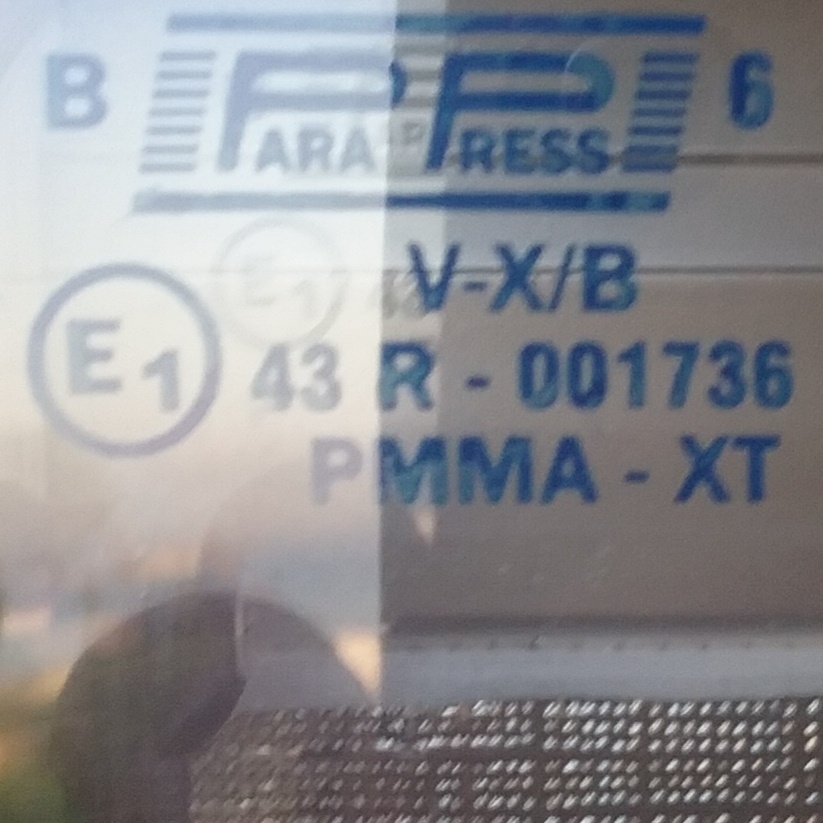 B PARAPRESS 6
V-X/B
E1 43 R - 001736
PMMA - XT